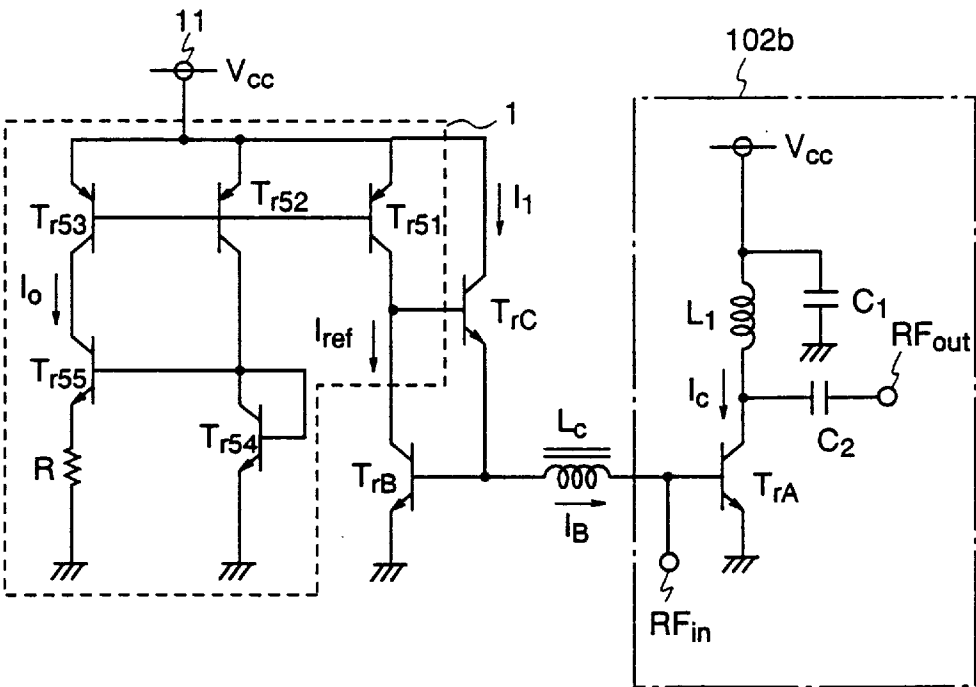 11
102b
Vcc
1
Vcc
Tr53
Tr52
Tr51
I1
TrC
Io
Iref
L1
C1
RFout
Tr55
Ic
C2
Tr54
R
TrB
Lc
TrA
IB
RFin